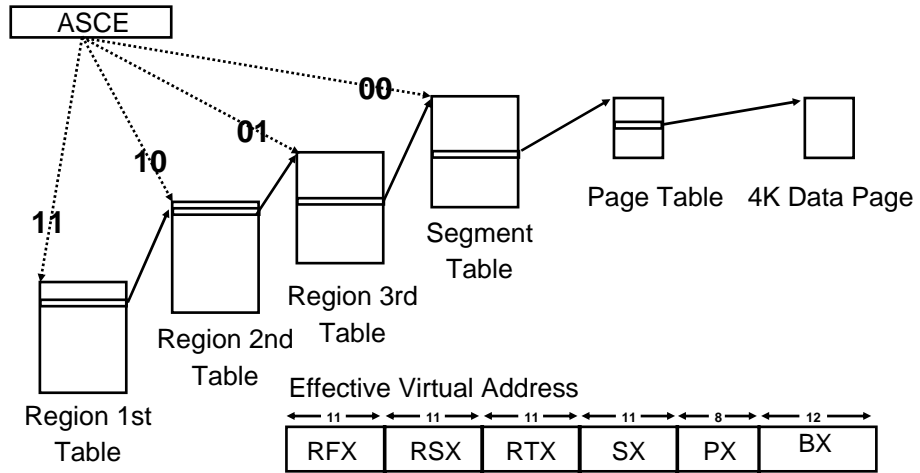 ASCE
00
01
10
11
Page Table
4K Data Page
Segment
Table
Region 3rd
Table
Region 2nd
Table
Region 1st
Table
Effective Virtual Address
11 11 11 11 8 12
RFX RSX RTX SX PX BX